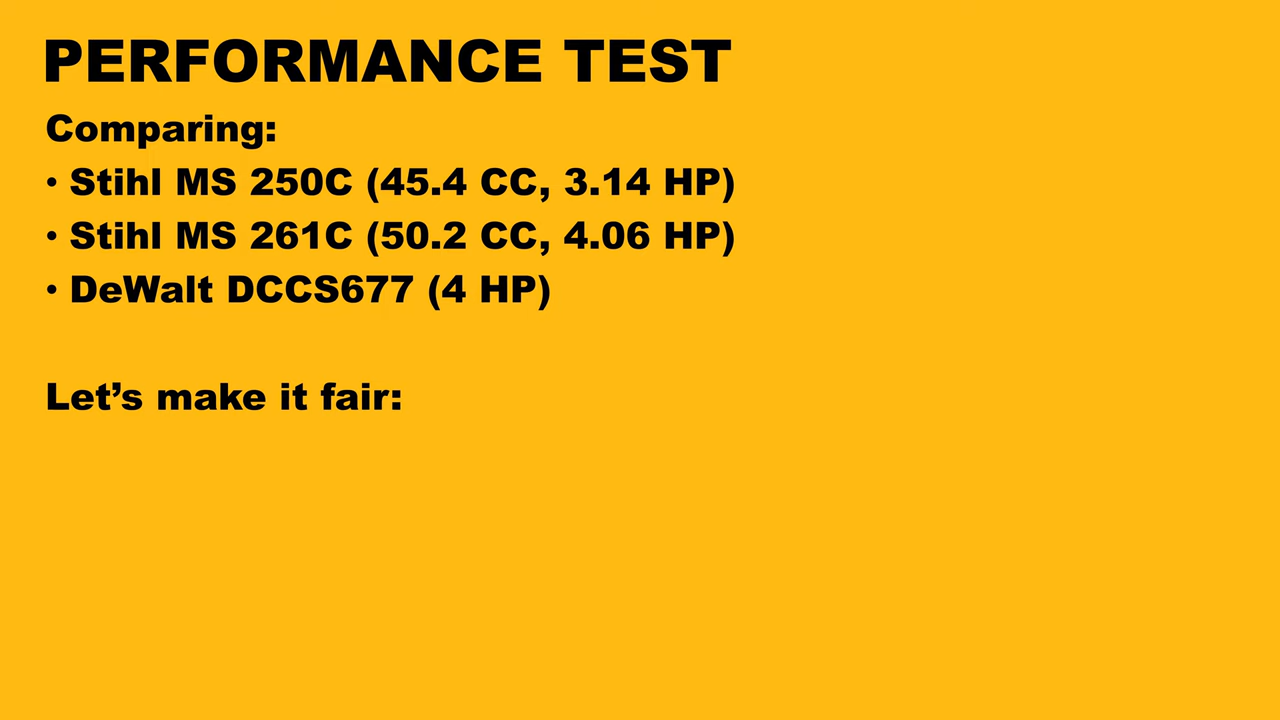 PERFORMANCE TEST
Comparing:
• Stihl MS 250C (45.4 CC, 3.14 HP)
• Stihl MS 261C (50.2 CC, 4.06 HP)
• DeWalt DCCS677 (4 HP)
Let’s make it fair: